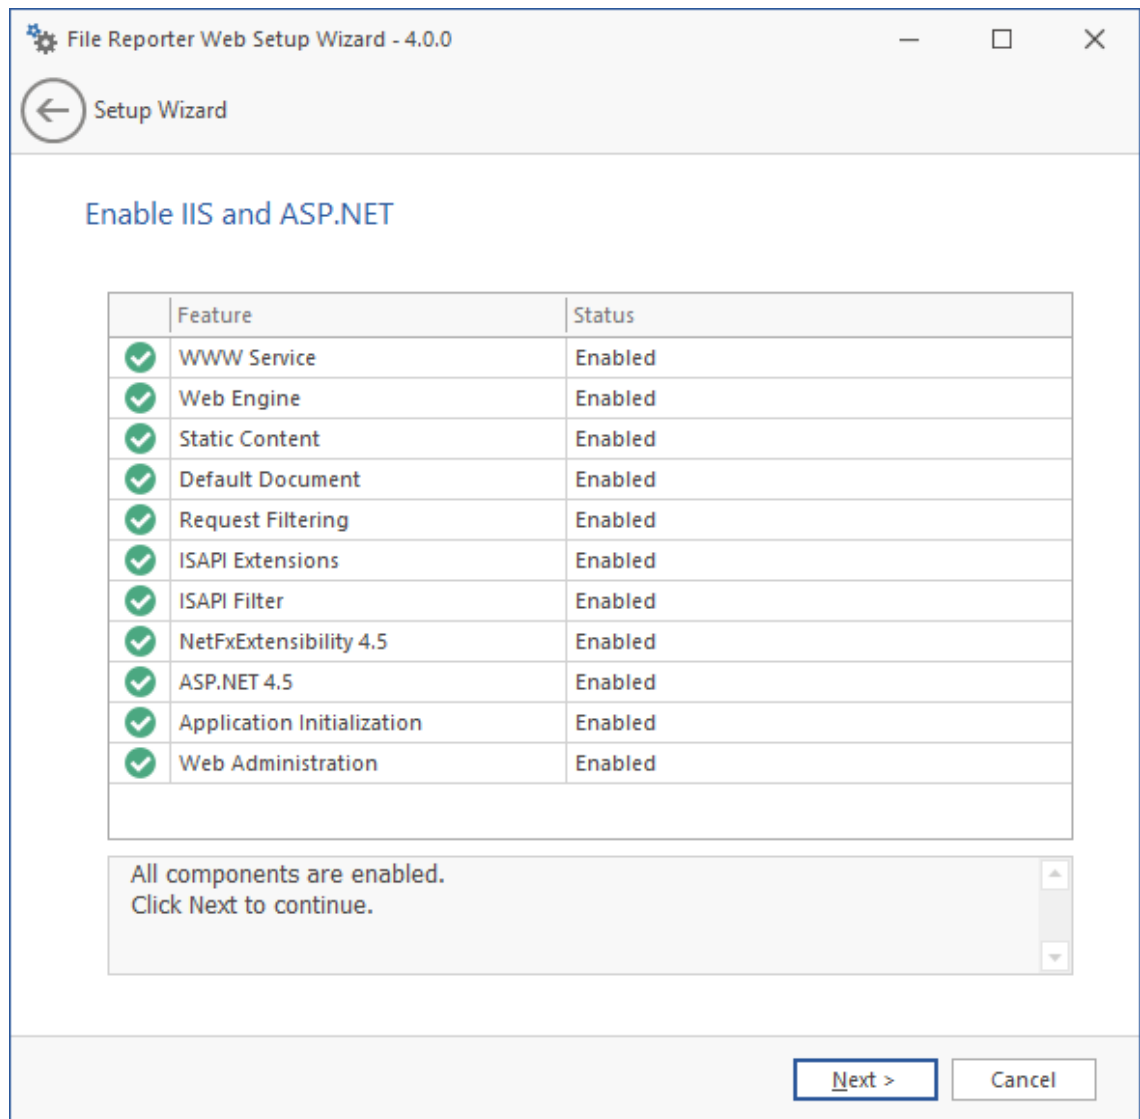 File Reporter Web Setup Wizard - 4.0.0
Setup Wizard
Enable IIS and ASP.NET
Feature Status
WWW Service Enabled
Web Engine Enabled
Static Content Enabled
Default Document Enabled
Request Filtering Enabled
ISAPI Extensions Enabled
ISAPI Filter Enabled
NetFxExtensibility 4.5 Enabled
ASP.NET 4.5 Enabled
Application Initialization Enabled
Web Administration Enabled
All components are enabled.
Click Next to continue.
Next > Cancel